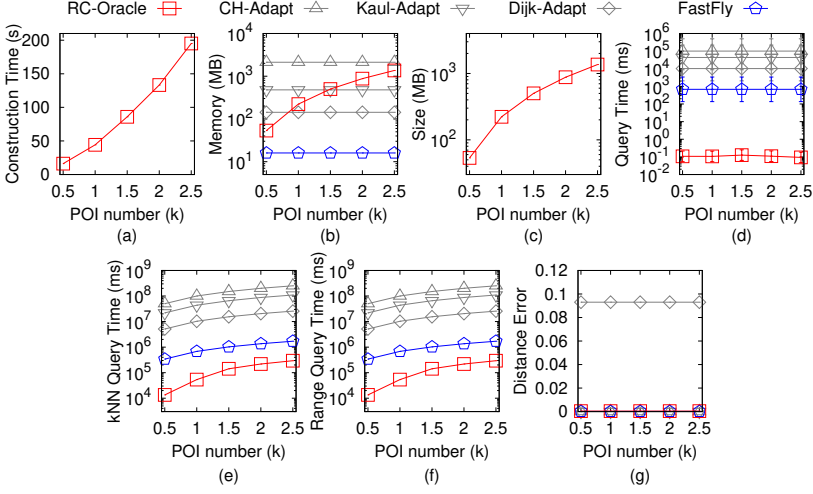 RC-Oracle CH-Adapt Kaul-Adapt Dijk-Adapt FastFly
Construction Time (s)
200
150
100
50
0
0.5 1 1.5 2 2.5
POI number (k)
(a)
Memory (MB)
10^4
10^3
10^2
10^1
0.5 1 1.5 2 2.5
POI number (k)
(b)
Size (MB)
10^3
10^2
0.5 1 1.5 2 2.5
POI number (k)
(c)
Query Time (ms)
10^6
10^5
10^4
10^3
10^2
10^1
10^0
10^-1
10^-2
0.5 1 1.5 2 2.5
POI number (k)
(d)
kNN Query Time (ms)
10^9
10^8
10^7
10^6
10^5
10^4
0.5 1 1.5 2 2.5
POI number (k)
(e)
Range Query Time (ms)
10^9
10^8
10^7
10^6
10^5
10^4
0.5 1 1.5 2 2.5
POI number (k)
(f)
Distance Error
0.12
0.1
0.08
0.06
0.04
0.02
0
0.5 1 1.5 2 2.5
POI number (k)
(g)